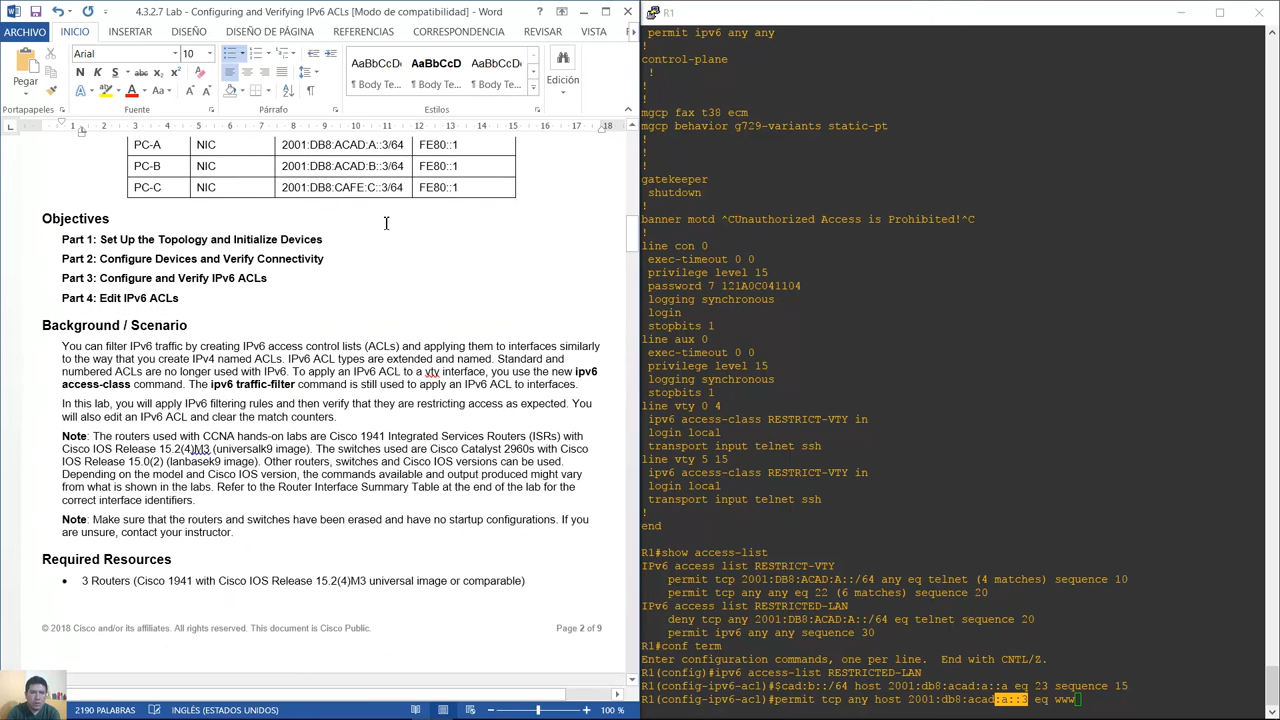 4.3.2.7 Lab - Configuring and Verifying IPv6 ACLs [Modo de compatibilidad] - Word
ARCHIVO INICIO INSERTAR DISEÑO DISEÑO DE PÁGINA REFERENCIAS CORRESPONDENCIA REVISAR VISTA
Arial 10
Pegar
Portapapeles Fuente Párrafo Estilos
AaBbCcDc AaBbCcD AaBbCcDc
¶ Body Te... ¶ Body Te... ¶ Body Te...
Edición
1 2 3 4 5 6 7 8 9 10 11 12 13 14 15 16 17 18
PC-A NIC 2001:DB8:ACAD:A::3/64 FE80::1
PC-B NIC 2001:DB8:ACAD:B::3/64 FE80::1
PC-C NIC 2001:DB8:CAFE:C::3/64 FE80::1
Objectives
Part 1: Set Up the Topology and Initialize Devices
Part 2: Configure Devices and Verify Connectivity
Part 3: Configure and Verify IPv6 ACLs
Part 4: Edit IPv6 ACLs
Background / Scenario
You can filter IPv6 traffic by creating IPv6 access control lists (ACLs) and applying them to interfaces similarly
to the way that you create IPv4 named ACLs. IPv6 ACL types are extended and named. Standard and
numbered ACLs are no longer used with IPv6. To apply an IPv6 ACL to a vty interface, you use the new ipv6
access-class command. The ipv6 traffic-filter command is still used to apply an IPv6 ACL to interfaces.
In this lab, you will apply IPv6 filtering rules and then verify that they are restricting access as expected. You
will also edit an IPv6 ACL and clear the match counters.
Note: The routers used with CCNA hands-on labs are Cisco 1941 Integrated Services Routers (ISRs) with
Cisco IOS Release 15.2(4)M3 (universalk9 image). The switches used are Cisco Catalyst 2960s with Cisco
IOS Release 15.0(2) (lanbasek9 image). Other routers, switches and Cisco IOS versions can be used.
Depending on the model and Cisco IOS version, the commands available and output produced might vary
from what is shown in the labs. Refer to the Router Interface Summary Table at the end of the lab for the
correct interface identifiers.
Note: Make sure that the routers and switches have been erased and have no startup configurations. If you
are unsure, contact your instructor.
Required Resources
• 3 Routers (Cisco 1941 with Cisco IOS Release 15.2(4)M3 universal image or comparable)
© 2018 Cisco and/or its affiliates. All rights reserved. This document is Cisco Public. Page 2 of 9
2190 PALABRAS INGLÉS (ESTADOS UNIDOS) 100 %
R1
permit ipv6 any any
!
control-plane
!
!
!
mgcp fax t38 ecm
mgcp behavior g729-variants static-pt
!
!
!
gatekeeper
shutdown
!
banner motd ^CUnauthorized Access is Prohibited!^C
!
line con 0
exec-timeout 0 0
privilege level 15
password 7 121A0C041104
logging synchronous
login
stopbits 1
line aux 0
exec-timeout 0 0
privilege level 15
logging synchronous
stopbits 1
line vty 0 4
ipv6 access-class RESTRICT-VTY in
login local
transport input telnet ssh
line vty 5 15
ipv6 access-class RESTRICT-VTY in
login local
transport input telnet ssh
!
end
R1#show access-list
IPv6 access list RESTRICT-VTY
permit tcp 2001:DB8:ACAD:A::/64 any eq telnet (4 matches) sequence 10
permit tcp any any eq 22 (6 matches) sequence 20
IPv6 access list RESTRICTED-LAN
deny tcp any 2001:DB8:ACAD:A::/64 eq telnet sequence 20
permit ipv6 any any sequence 30
R1#conf term
Enter configuration commands, one per line. End with CNTL/Z.
R1(config)#ipv6 access-list RESTRICTED-LAN
R1(config-ipv6-acl)#$cad:b::/64 host 2001:db8:acad:a::a eq 23 sequence 15
R1(config-ipv6-acl)#permit tcp any host 2001:db8:acad:a::3 eq www